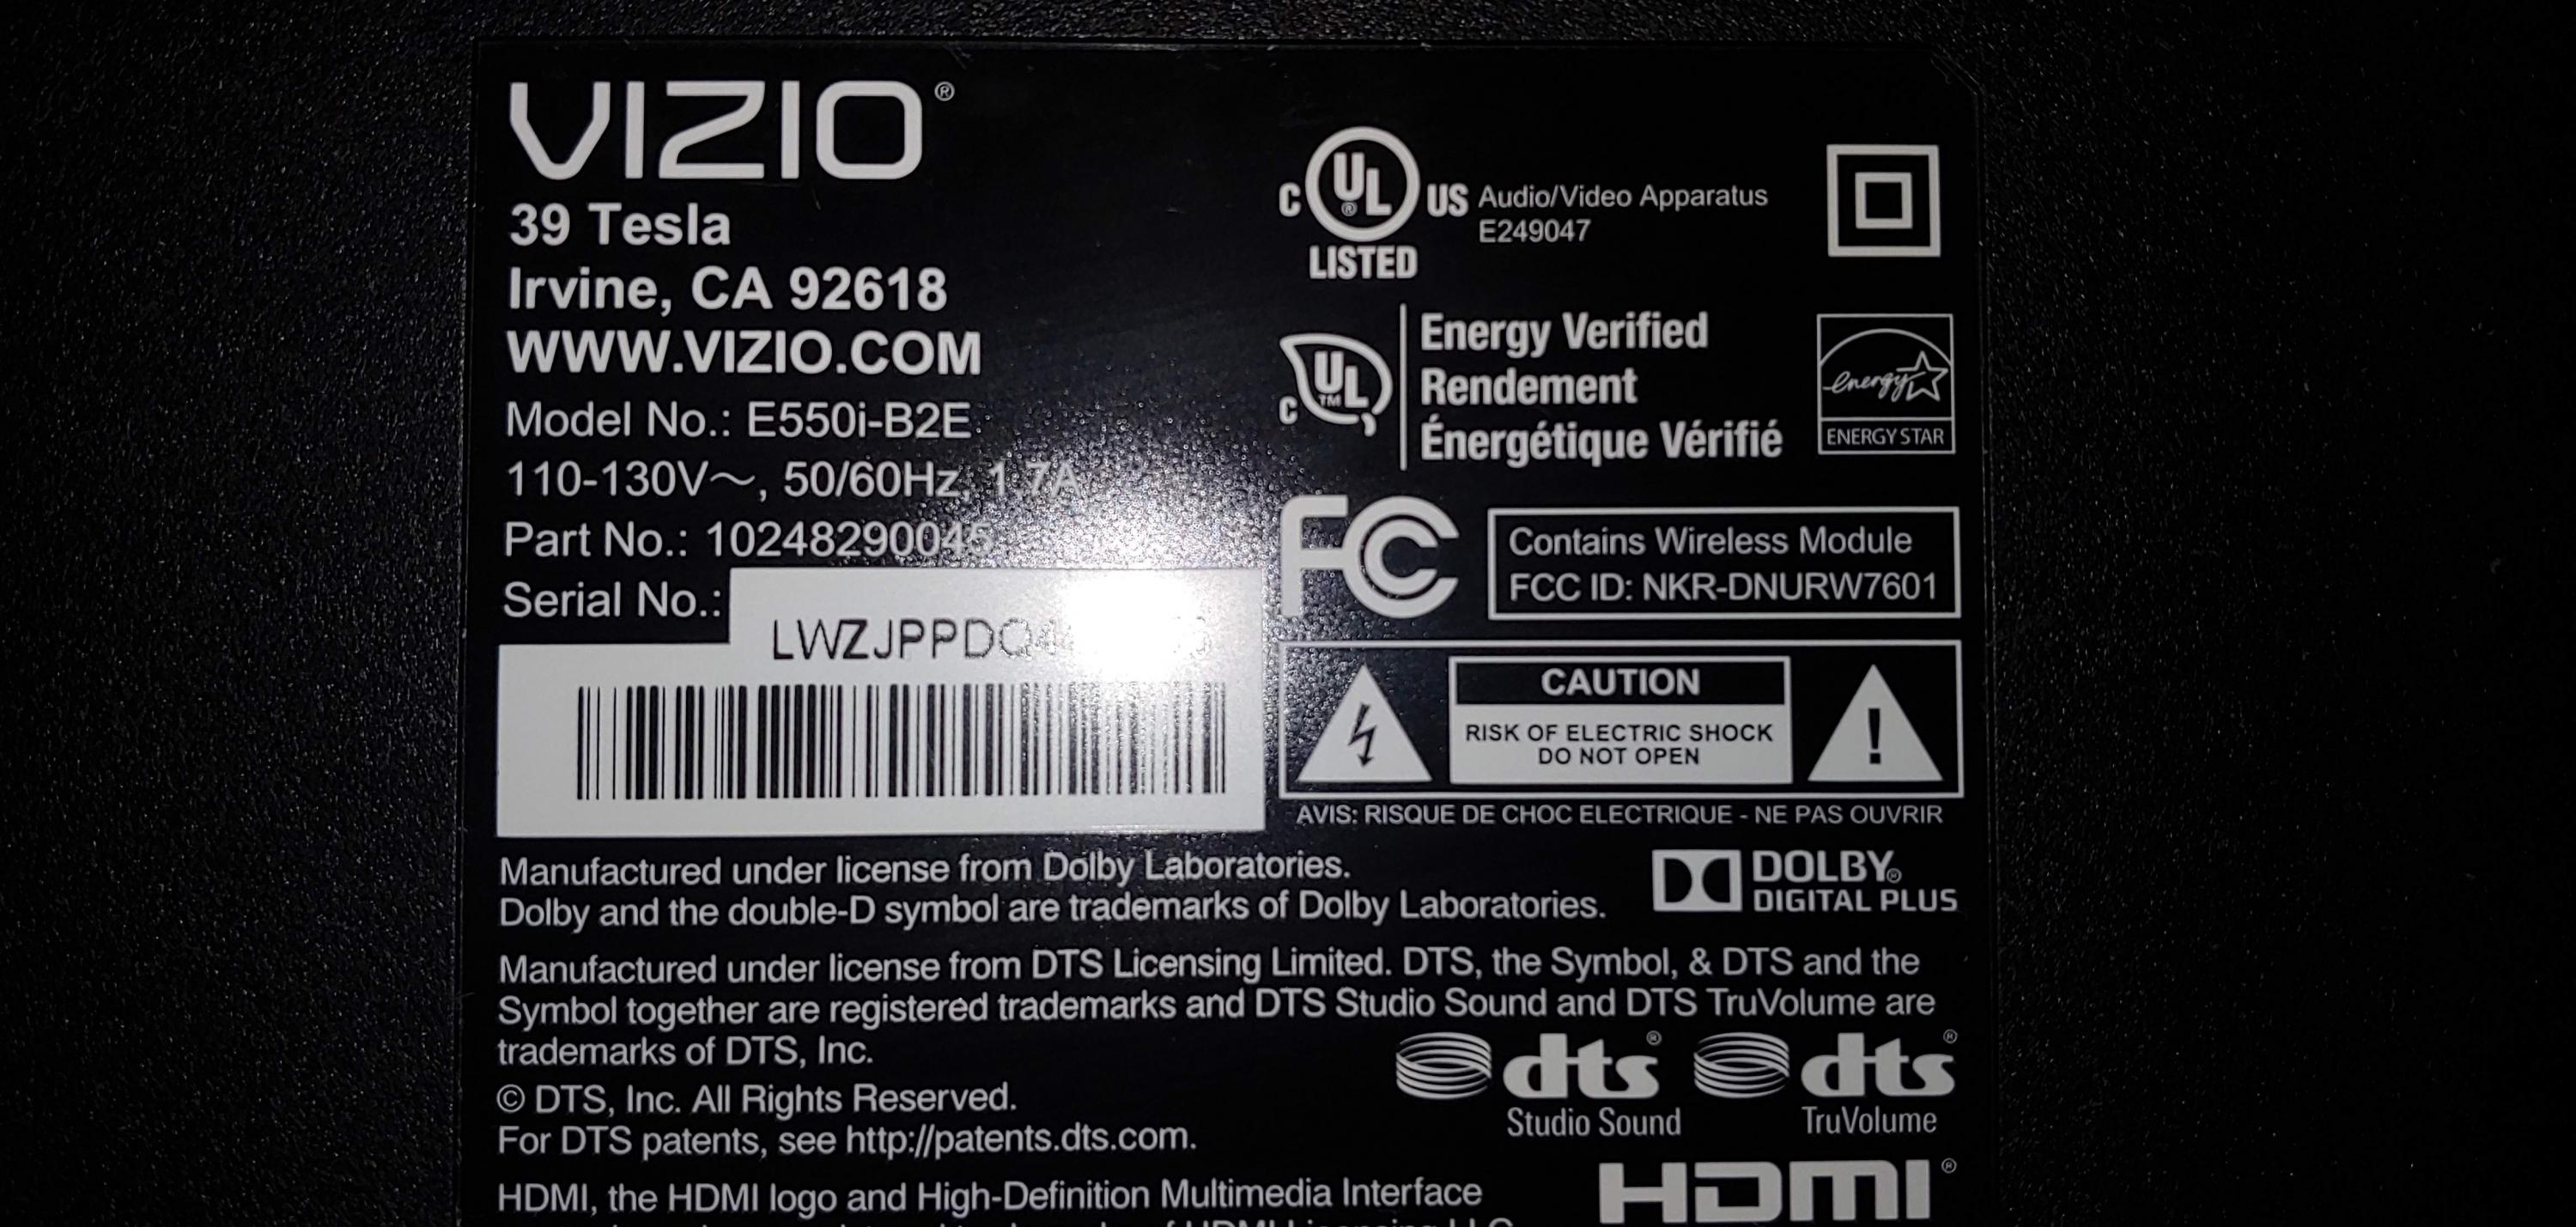 VIZIO®
39 Tesla
Irvine, CA 92618
WWW.VIZIO.COM
Model No.: E550i-B2E
110-130V～, 50/60Hz, 1.7A
Part No.: 10248290045
Serial No.:
C UL® US
LISTED
Audio/Video Apparatus
E249047
C UL™
Energy Verified
Rendement
Énergétique Vérifié
energy
ENERGY STAR
FC
Contains Wireless Module
FCC ID: NKR-DNURW7601
CAUTION
RISK OF ELECTRIC SHOCK
DO NOT OPEN
!
AVIS: RISQUE DE CHOC ELECTRIQUE - NE PAS OUVRIR
Manufactured under license from Dolby Laboratories.
Dolby and the double-D symbol are trademarks of Dolby Laboratories.
DOLBY®
DIGITAL PLUS
Manufactured under license from DTS Licensing Limited. DTS, the Symbol, & DTS and the
Symbol together are registered trademarks and DTS Studio Sound and DTS TruVolume are
trademarks of DTS, Inc.
© DTS, Inc. All Rights Reserved.
For DTS patents, see http://patents.dts.com.
dts®
Studio Sound
dts®
TruVolume
HDMI, the HDMI logo and High-Definition Multimedia Interface
HDMI®